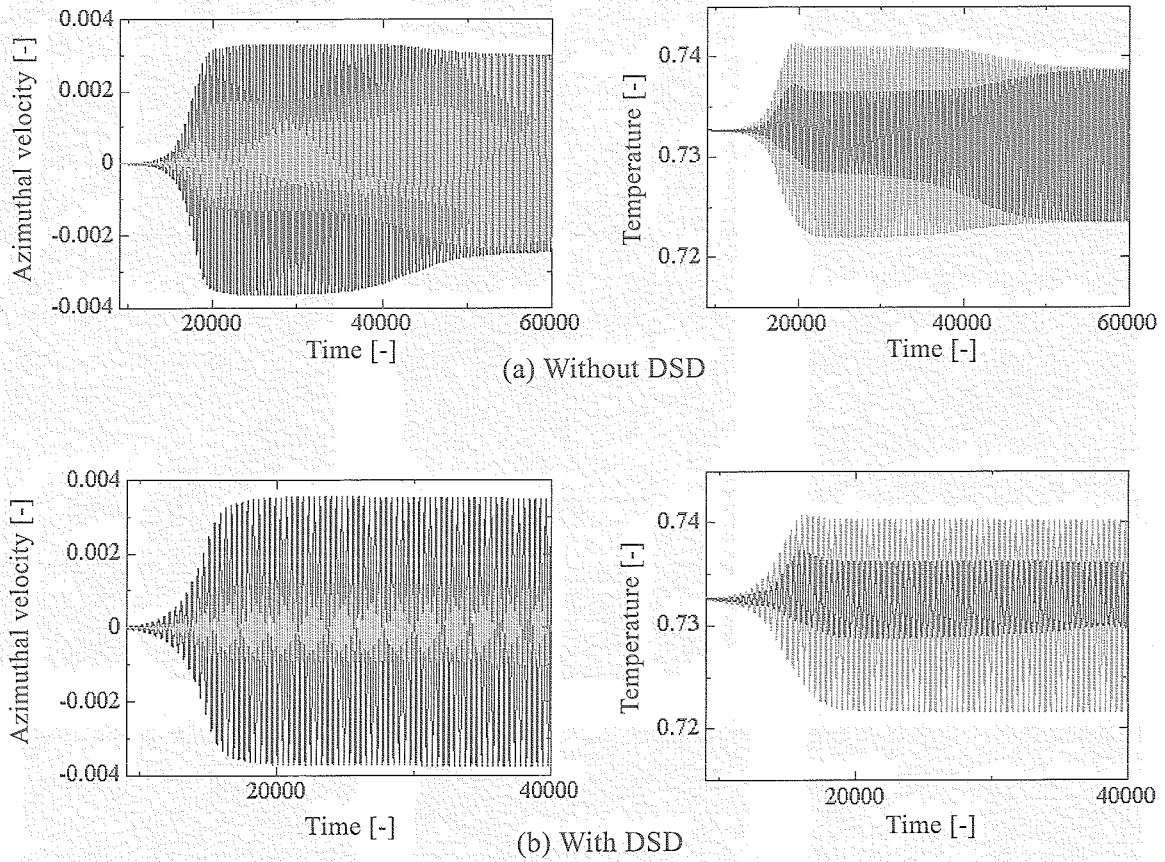 0.004
0.002
0
-0.002
-0.004
Azimuthal velocity [-]
20000 40000 60000
Time [-]
0.74
0.73
0.72
Temperature [-]
20000 40000 60000
Time [-]
(a) Without DSD
0.004
0.002
0
-0.002
-0.004
Azimuthal velocity [-]
20000 40000
Time [-]
0.74
0.73
0.72
Temperature [-]
20000 40000
Time [-]
(b) With DSD